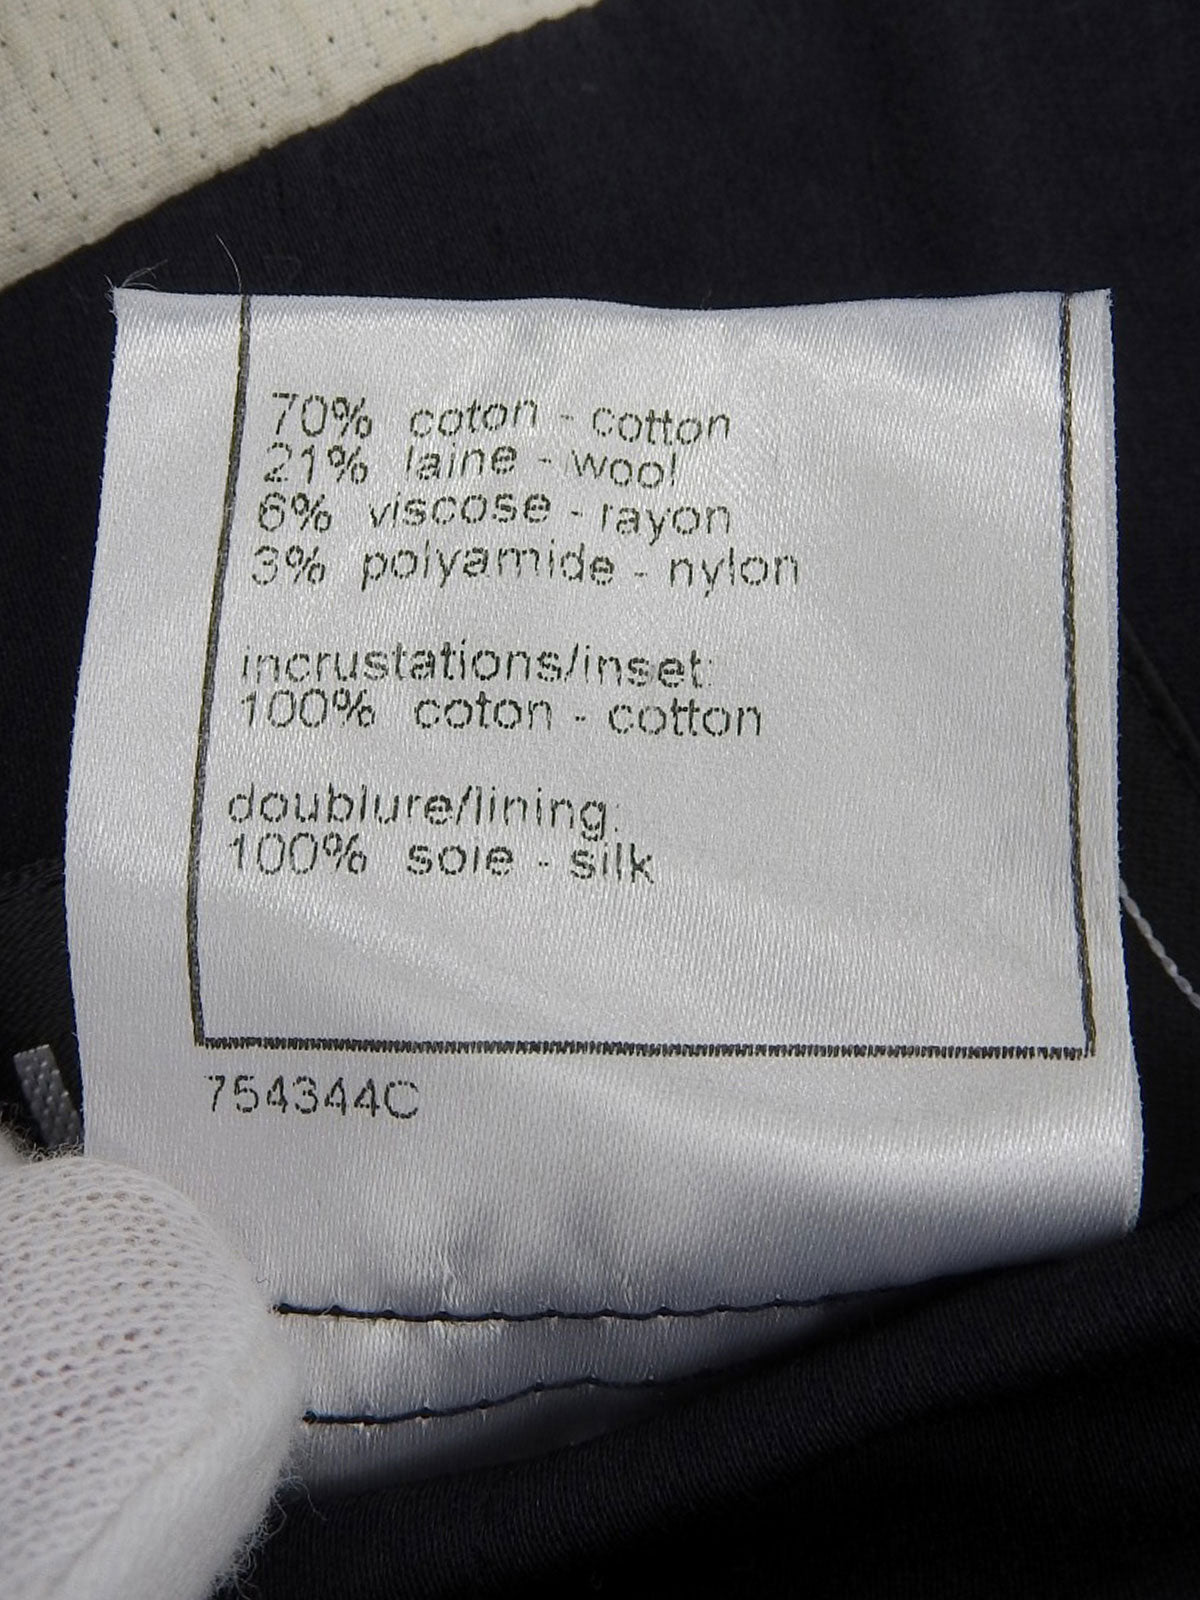 70% coton - cotton
21% laine - wool
6% viscose - rayon
3% polyamide - nylon
incrustations/inset:
100% coton - cotton
doublure/lining:
100% soie - silk
754344C